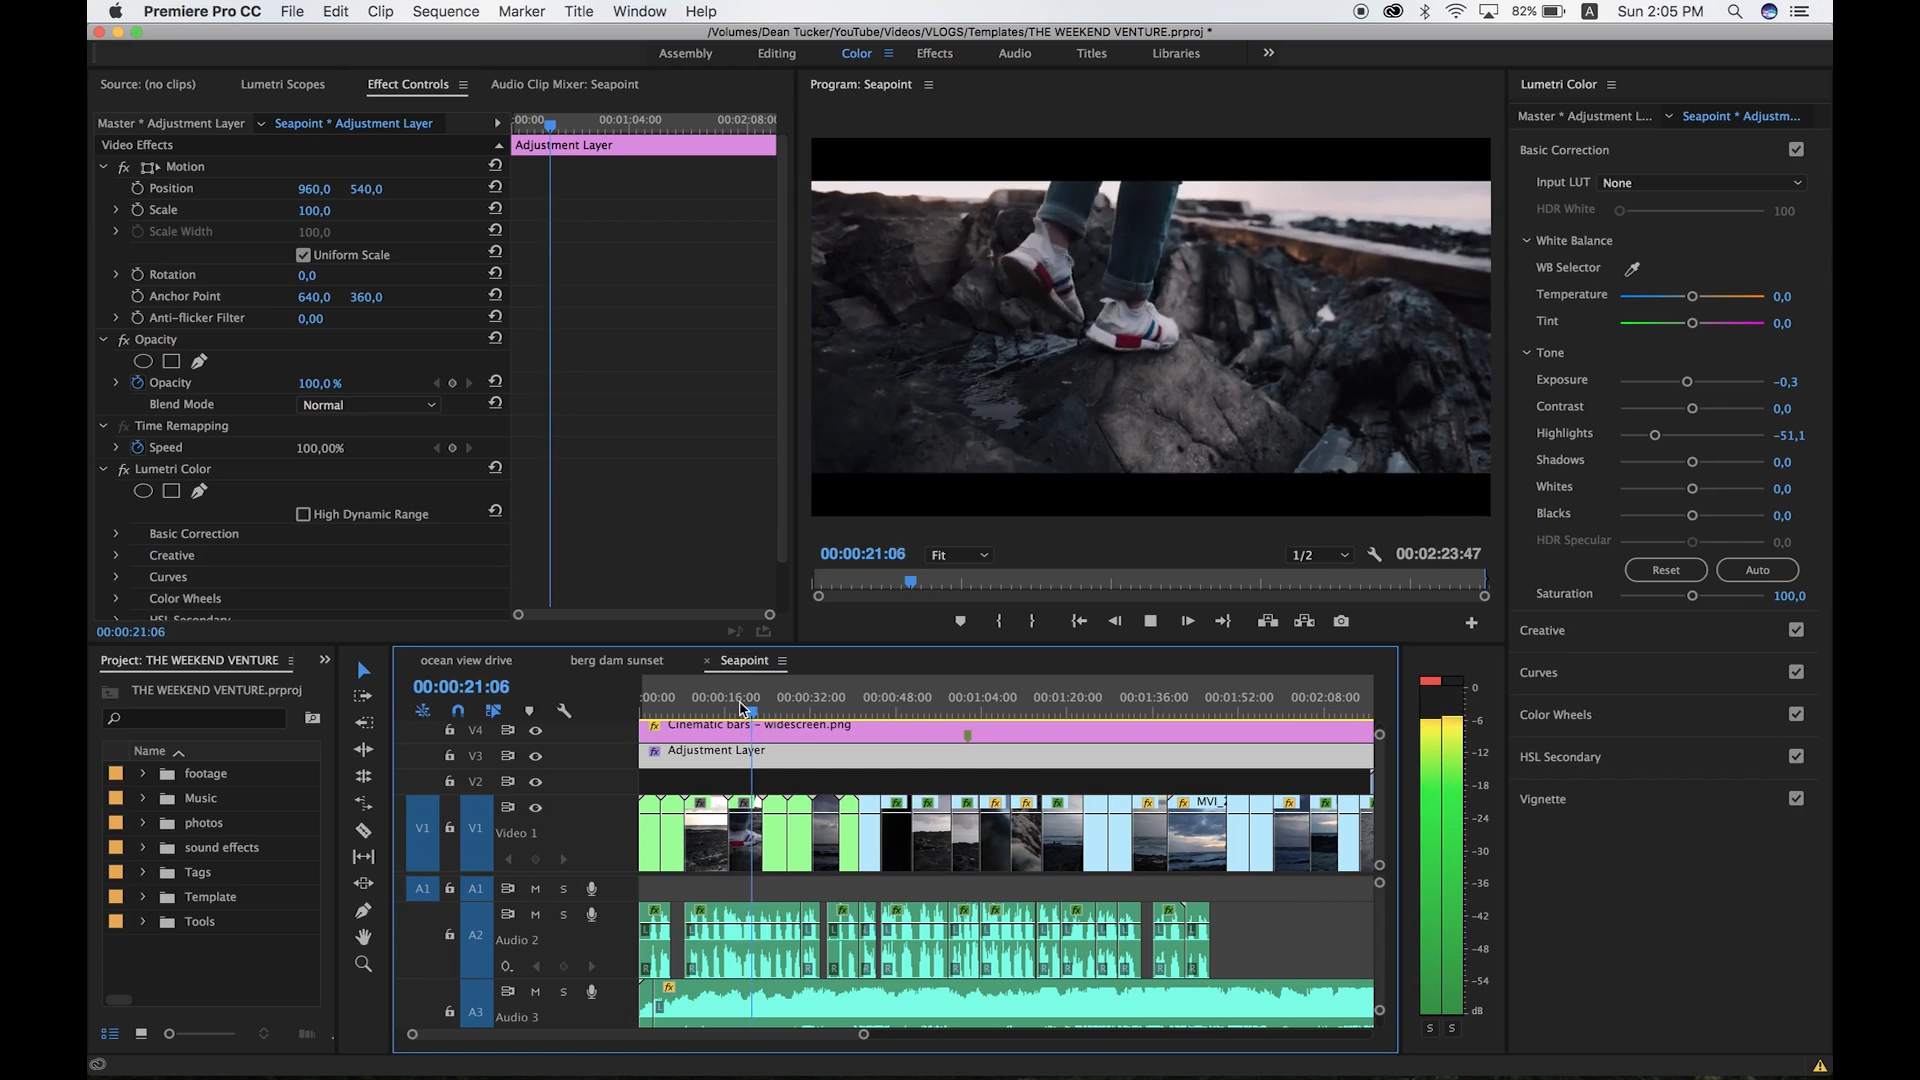 Premiere Pro CC File Edit Clip Sequence Marker Title Window Help 82% A Sun 2:05 PM
/Volumes/Dean Tucker/YouTube/Videos/VLOGS/Templates/THE WEEKEND VENTURE.prproj *
Assembly Editing Color Effects Audio Titles Libraries
Source: (no clips) Lumetri Scopes Effect Controls Audio Clip Mixer: Seapoint
Master * Adjustment Layer Seapoint * Adjustment Layer
:00:00 00:01:04:00 00:02:08:0
Video Effects
Adjustment Layer
fx Motion
Position 960,0 540,0
Scale 100,0
Scale Width 100,0
Uniform Scale
Rotation 0,0
Anchor Point 640,0 360,0
Anti-flicker Filter 0,00
fx Opacity
Opacity 100,0 %
Blend Mode Normal
fx Time Remapping
Speed 100,00%
fx Lumetri Color
High Dynamic Range
Basic Correction
Creative
Curves
Color Wheels
HSL Secondary
00:00:21:06
Program: Seapoint
00:00:21:06 Fit 1/2 00:02:23:47
Lumetri Color
Master * Adjustment L... Seapoint * Adjustm...
Basic Correction
Input LUT None
HDR White 100
White Balance
WB Selector
Temperature 0,0
Tint 0,0
Tone
Exposure -0,3
Contrast 0,0
Highlights -51,1
Shadows 0,0
Whites 0,0
Blacks 0,0
HDR Specular 0,0
Reset Auto
Saturation 100,0
Creative
Curves
Color Wheels
HSL Secondary
Vignette
Project: THE WEEKEND VENTURE
THE WEEKEND VENTURE.prproj
Name
footage
Music
photos
sound effects
Tags
Template
Tools
ocean view drive berg dam sunset × Seapoint
00:00:21:06
:00:00 00:00:16:00 00:00:32:00 00:00:48:00 00:01:04:00 00:01:20:00 00:01:36:00 00:01:52:00 00:02:08:00
V4 fx Cinematic bars - widescreen.png
V3 fx Adjustment Layer
V2
V1 V1 Video 1
MVI_2
A1 A1 M S
A2 M S
Audio 2
A3 M S
Audio 3
0
-6
-12
-18
-24
-30
-36
-42
-48
-54
dB
S S